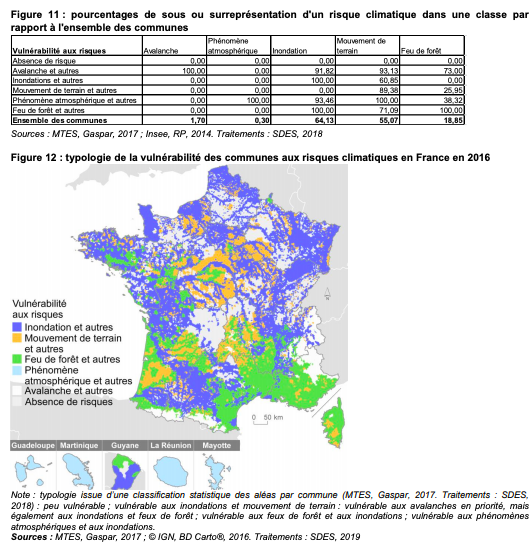 Figure 11 : pourcentages de sous ou surreprésentation d'un risque climatique dans une classe par
rapport à l'ensemble des communes
Vulnérabilité aux risques Avalanche Phénomène atmosphérique Inondation Mouvement de terrain Feu de forêt
Absence de risque 0,00 0,00 0,00 0,00 0,00
Avalanche et autres 100,00 0,00 91,82 93,13 73,00
Inondations et autres 0,00 0,00 100,00 60,85 0,00
Mouvement de terrain et autres 0,00 0,00 0,00 89,38 25,95
Phénomène atmosphérique et autres 0,00 100,00 93,46 100,00 38,32
Feu de forêt et autres 0,00 0,00 100,00 71,09 100,00
Ensemble des communes 1,70 0,30 64,13 55,07 18,85
Sources : MTES, Gaspar, 2017 ; Insee, RP, 2014. Traitements : SDES, 2018
Figure 12 : typologie de la vulnérabilité des communes aux risques climatiques en France en 2016
Vulnérabilité
aux risques
Inondation et autres
Mouvement de terrain
et autres
Feu de forêt et autres
Phénomène
atmosphérique et autres
Avalanche et autres
Absence de risques
0 50 km
Guadeloupe Martinique Guyane La Réunion Mayotte
Note : typologie issue d'une classification statistique des aléas par commune (MTES, Gaspar, 2017. Traitements : SDES,
2018) : peu vulnérable ; vulnérable aux inondations et mouvement de terrain : vulnérable aux avalanches en priorité, mais
également aux inondations et feux de forêt ; vulnérable aux feux de forêt et aux inondations ; vulnérable aux phénomènes
atmosphériques et aux inondations.
Sources : MTES, Gaspar, 2017 ; © IGN, BD Carto®, 2016. Traitements : SDES, 2019